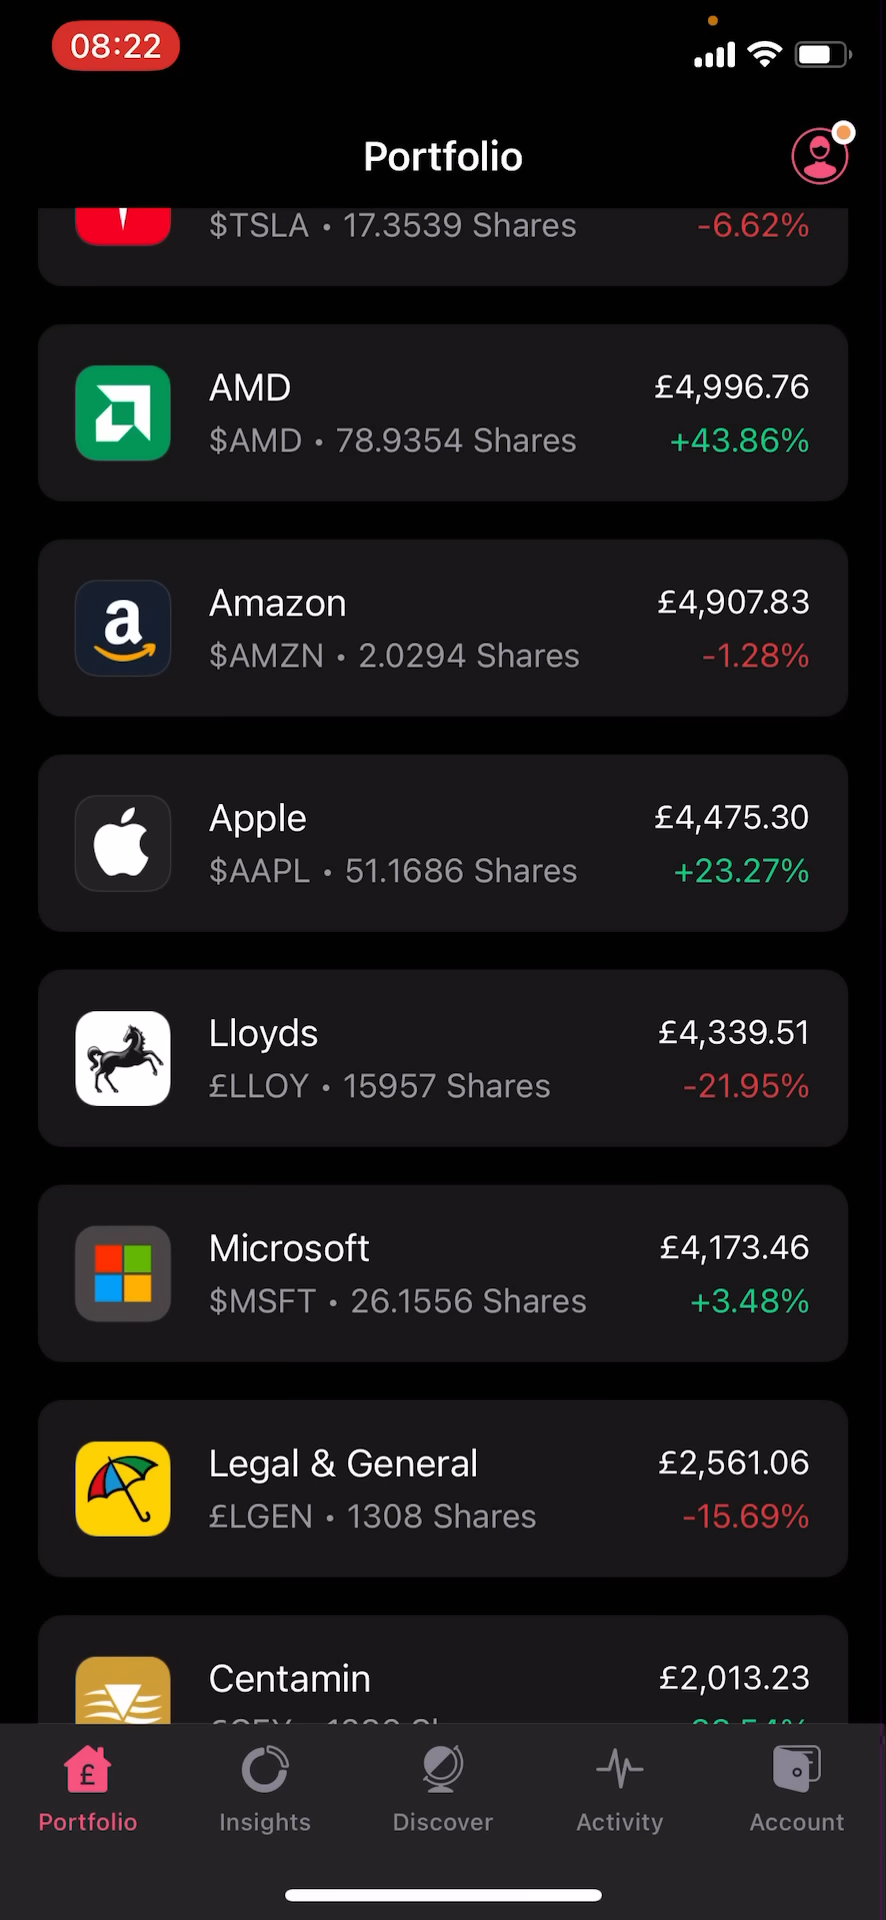 08:22
Portfolio
$TSLA • 17.3539 Shares -6.62%
AMD £4,996.76
$AMD • 78.9354 Shares +43.86%
Amazon £4,907.83
$AMZN • 2.0294 Shares -1.28%
Apple £4,475.30
$AAPL • 51.1686 Shares +23.27%
Lloyds £4,339.51
£LLOY • 15957 Shares -21.95%
Microsoft £4,173.46
$MSFT • 26.1556 Shares +3.48%
Legal & General £2,561.06
£LGEN • 1308 Shares -15.69%
Centamin £2,013.23
Portfolio Insights Discover Activity Account